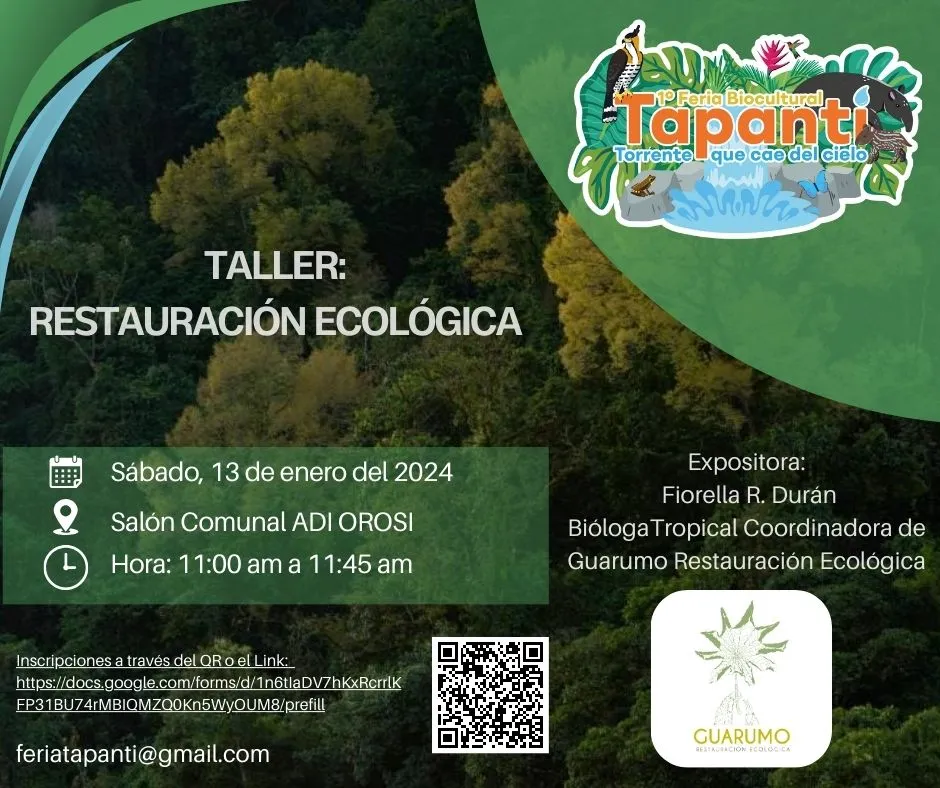 1º Feria Biocultural
Tapantí
Torrente que cae del cielo
TALLER:
RESTAURACIÓN ECOLÓGICA
Sábado, 13 de enero del 2024
Salón Comunal ADI OROSI
Hora: 11:00 am a 11:45 am
Expositora:
Fiorella R. Durán
BiólogaTropical Coordinadora de
Guarumo Restauración Ecológica
Inscripciones a través del QR o el Link:
https://docs.google.com/forms/d/1n6tIaDV7hKxRcrrlK
FP31BU74rMBIQMZQ0Kn5WyOUM8/prefill
feriatapanti@gmail.com
GUARUMO
RESTAURACIÓN ECOLÓGICA